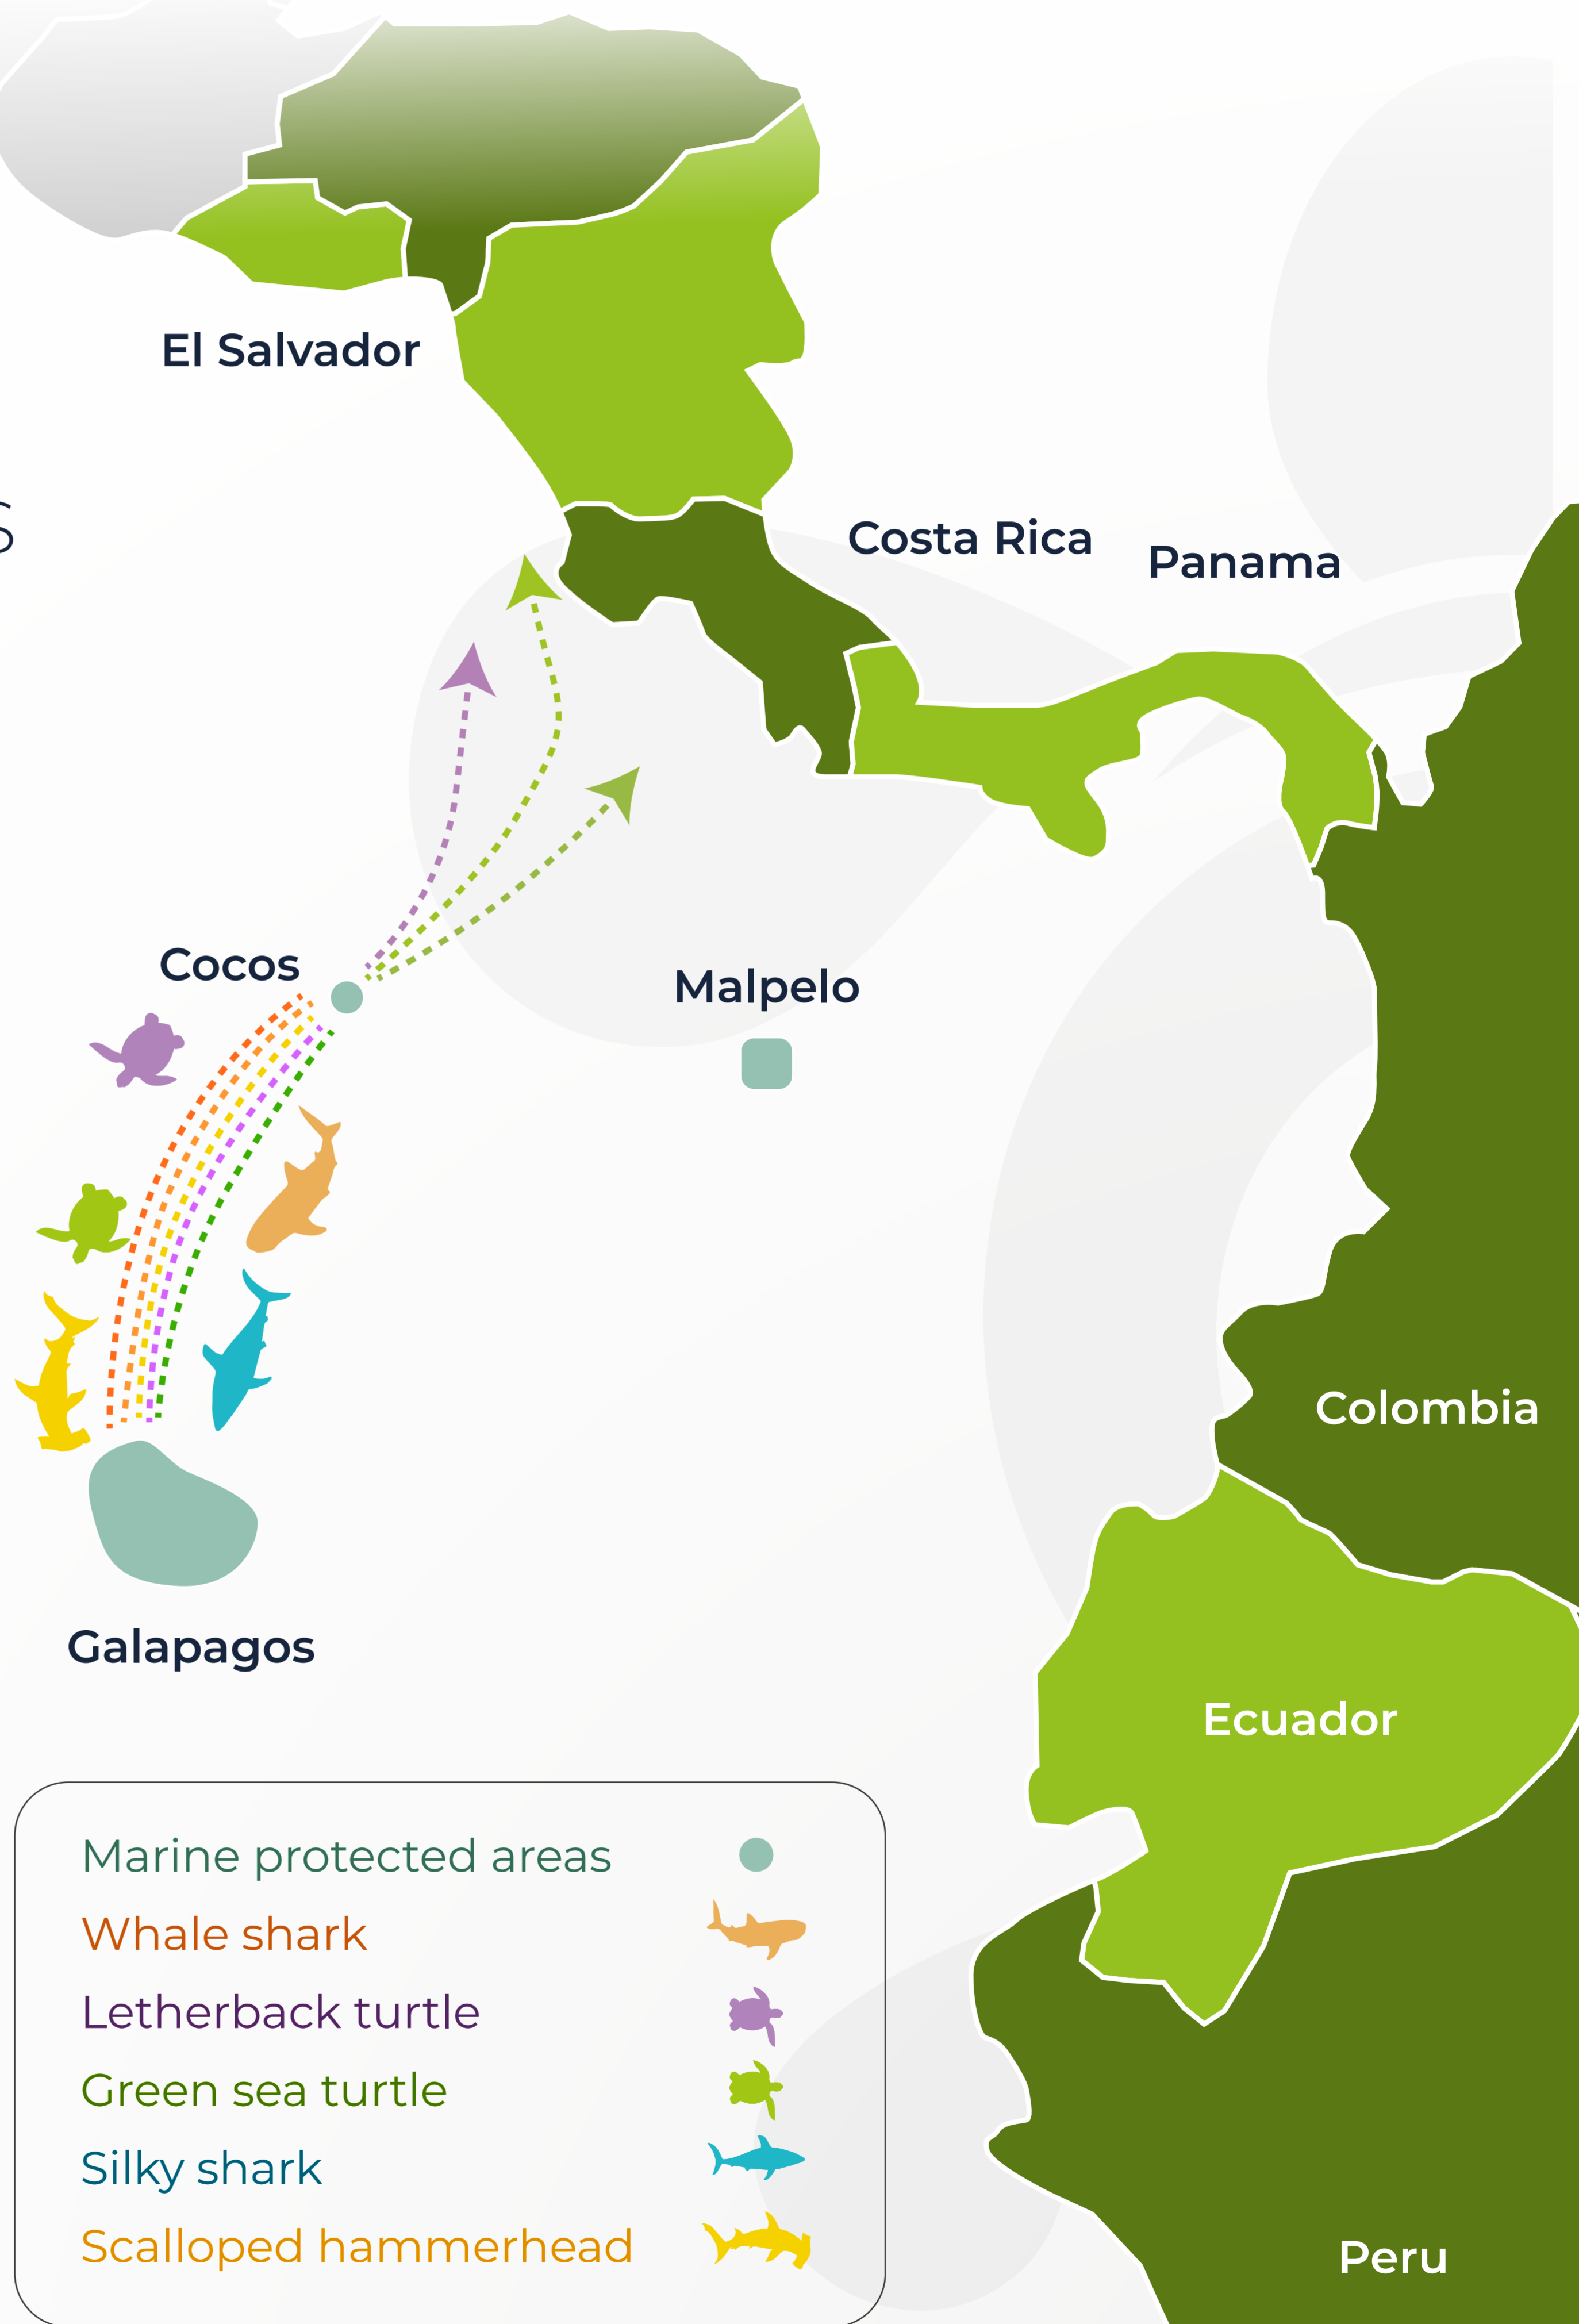 El Salvador
S
Costa Rica
Panama
Cocos
Malpelo
Colombia
Galapagos
Ecuador
Marine protected areas
Whale shark
Letherback turtle
Green sea turtle
Silky shark
Scalloped hammerhead
Peru